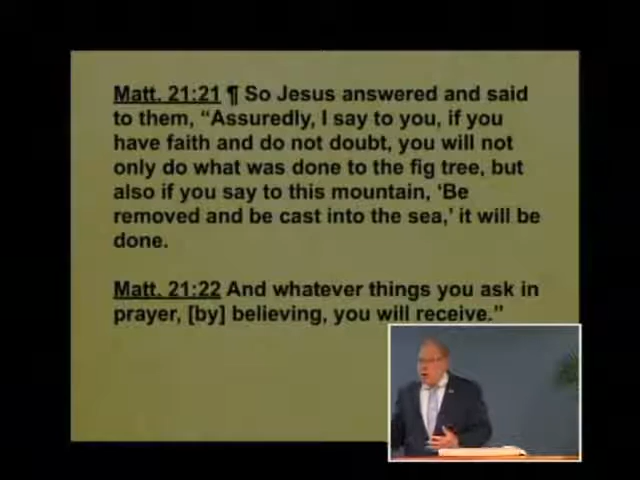 Matt. 21:21 ¶ So Jesus answered and said
to them, “Assuredly, I say to you, if you
have faith and do not doubt, you will not
only do what was done to the fig tree, but
also if you say to this mountain, ‘Be
removed and be cast into the sea,’ it will be
done.
Matt. 21:22 And whatever things you ask in
prayer, [by] believing, you will receive.”